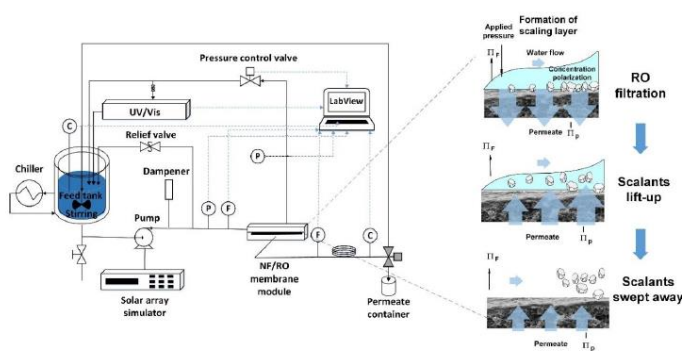 Pressure control valve
LabView
UV/Vis
C
Relief valve
P
Chiller
Dampener
Feed tank
Stirring
Pump
P
F
F
C
NF/RO
membrane
module
Solar array
simulator
Permeate
container
Formation of
scaling layer
Applied
pressure
Π F
Water flow
Concentration
polarization
Permeate
Π p
RO
filtration
Π F
Permeate
Π p
Scalants
lift-up
Π F
Permeate
Π p
Scalants
swept away